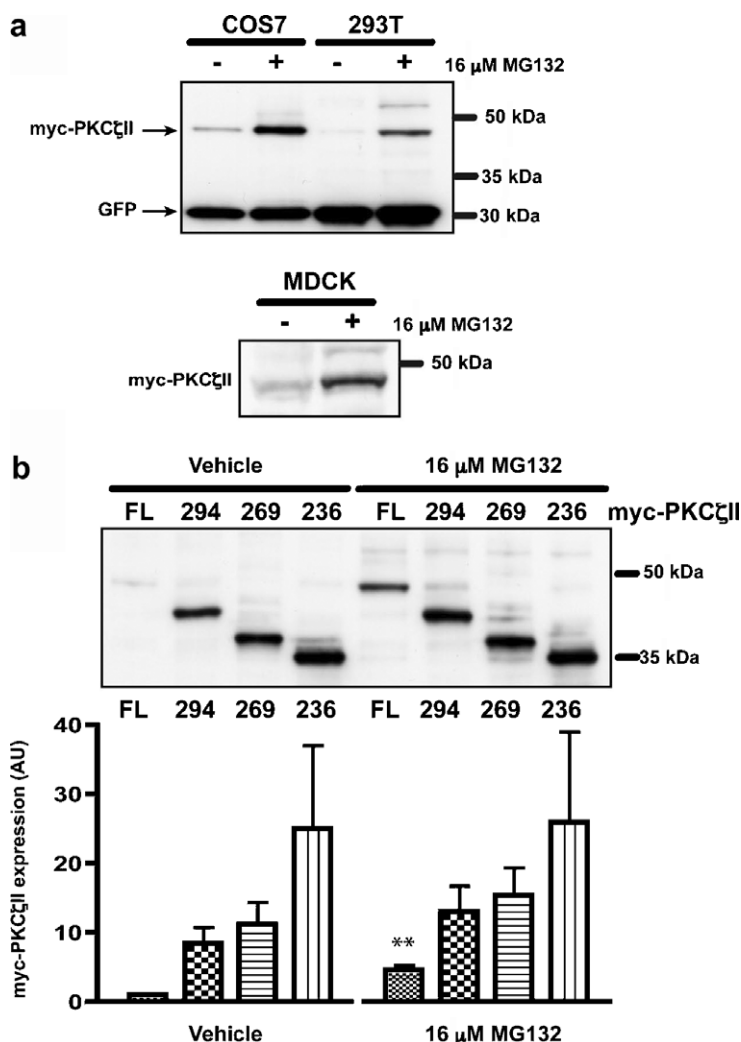 a
COS7 293T
- + - + 16 μM MG132
myc-PKCζII
50 kDa
35 kDa
GFP
30 kDa
MDCK
- + 16 μM MG132
myc-PKCζII
50 kDa
b
Vehicle 16 μM MG132
FL 294 269 236 FL 294 269 236 myc-PKCζII
50 kDa
35 kDa
FL 294 269 236 FL 294 269 236
myc-PKCζII expression (AU)
40
30
20
10
0
**
Vehicle 16 μM MG132